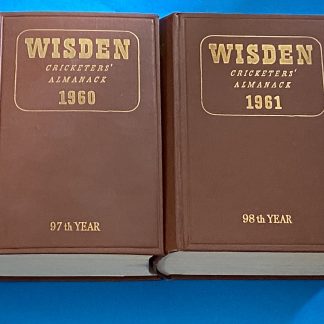 WISDEN
CRICKETERS'
ALMANACK
1960
97th YEAR
WISDEN
CRICKETERS'
ALMANACK
1961
98th YEAR